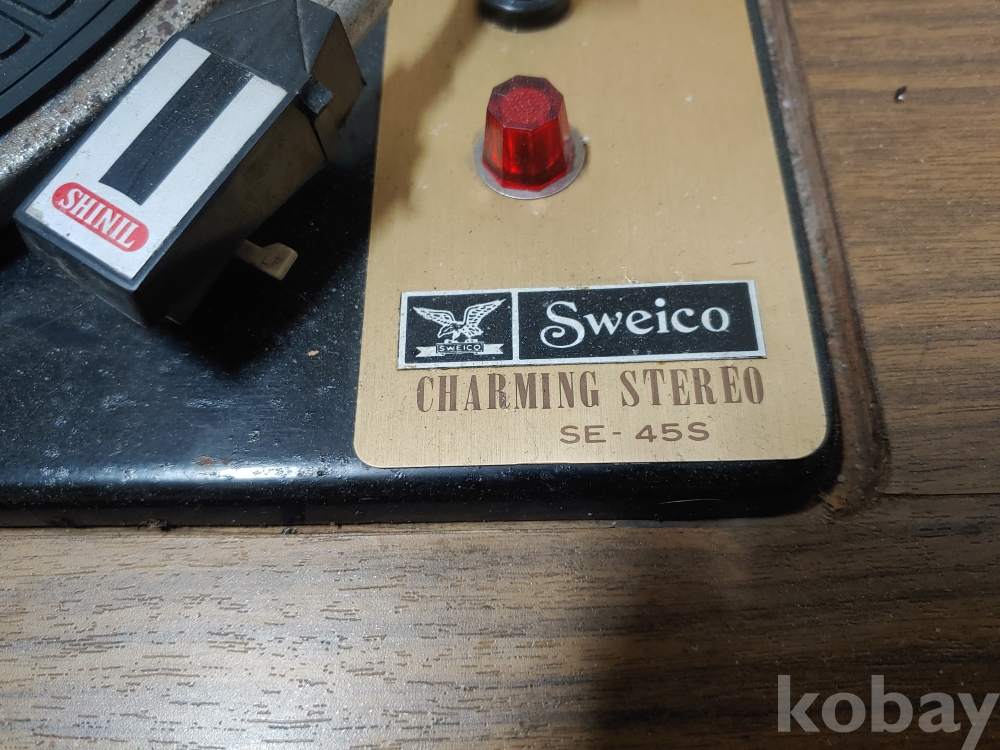 SHINIL
SWEICO
Sweico
CHARMING STEREO
SE-45S
kobay